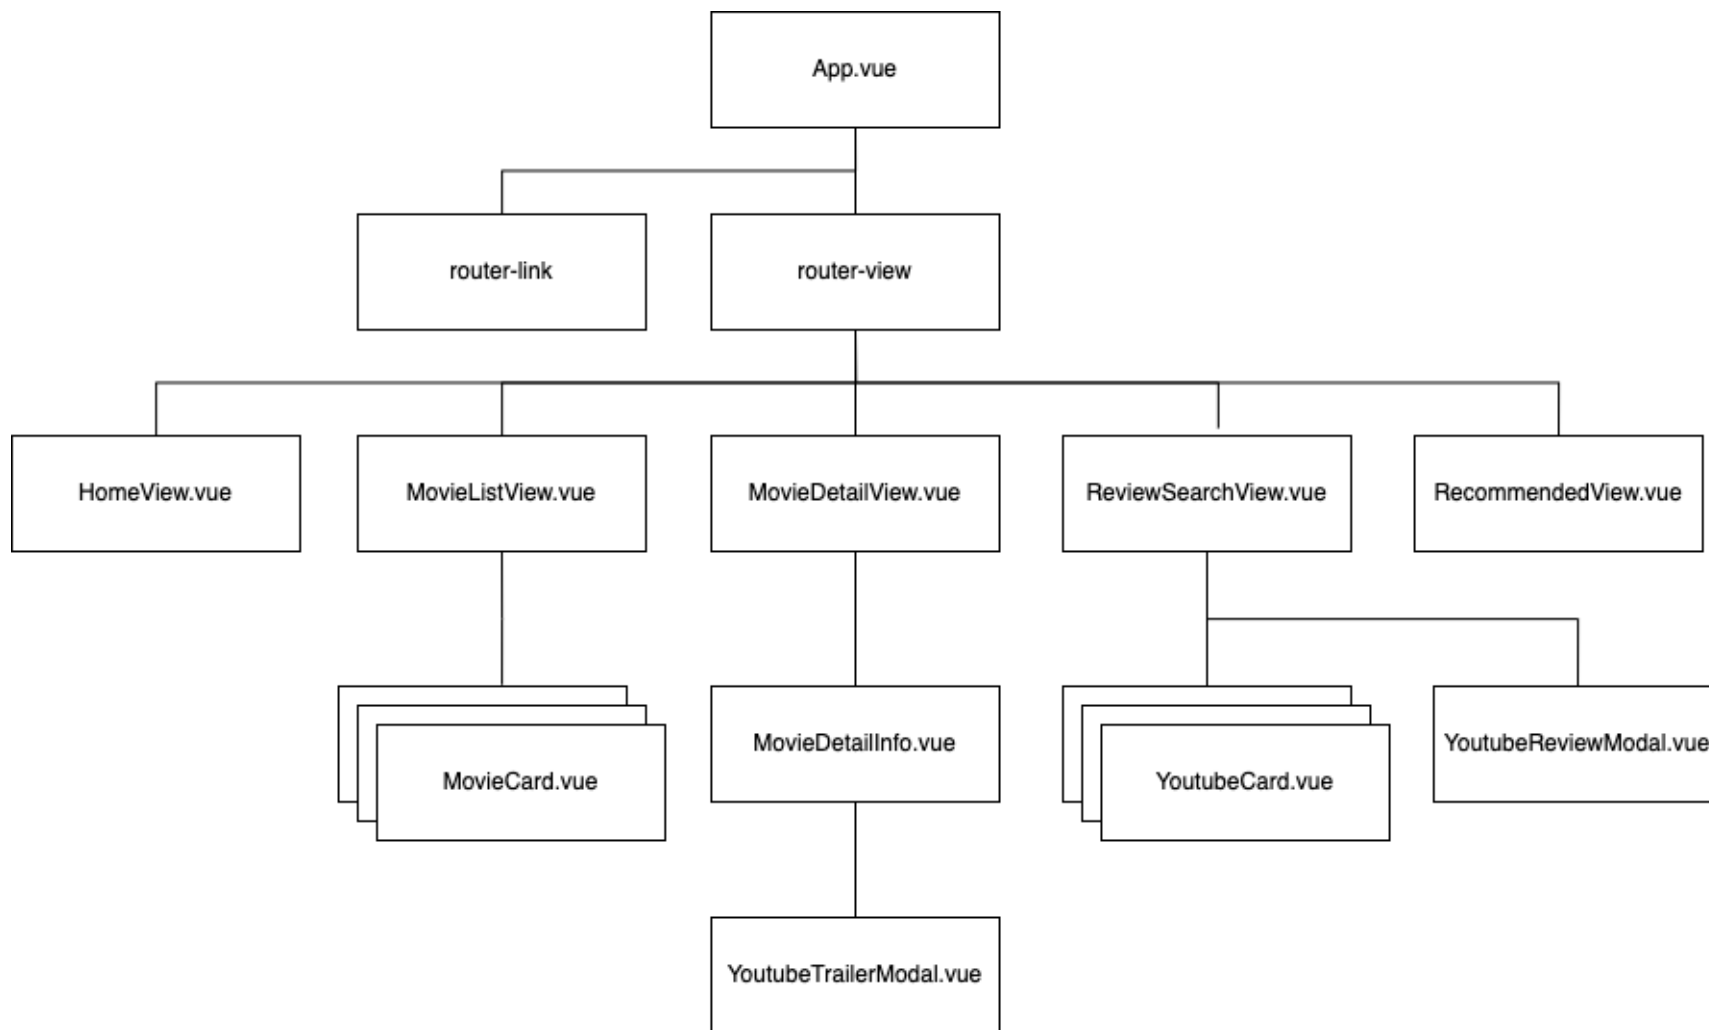 App.vue
router-link
router-view
HomeView.vue
MovieListView.vue
MovieDetailView.vue
ReviewSearchView.vue
RecommendedView.vue
MovieCard.vue
MovieDetailInfo.vue
YoutubeCard.vue
YoutubeReviewModal.vue
YoutubeTrailerModal.vue